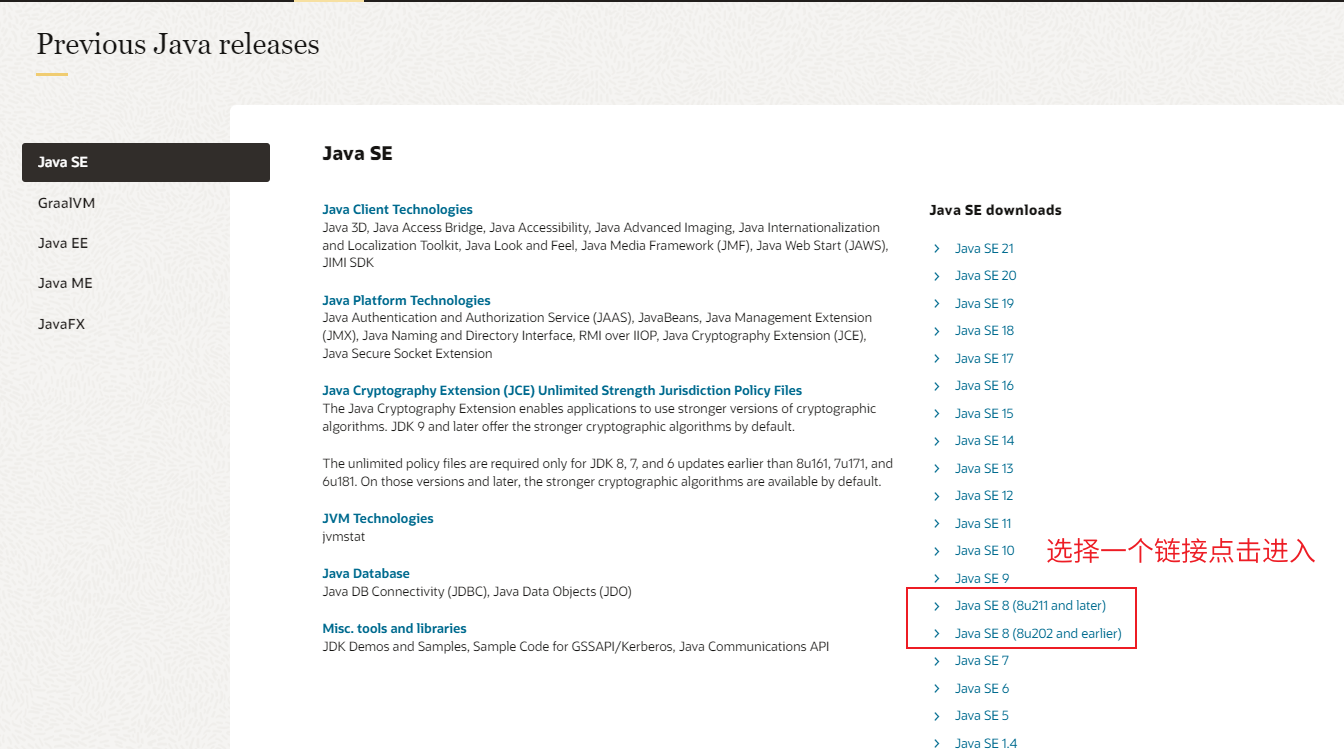 Previous Java releases
Java SE
GraalVM
Java EE
Java ME
JavaFX
Java SE
Java Client Technologies
Java 3D, Java Access Bridge, Java Accessibility, Java Advanced Imaging, Java Internationalization
and Localization Toolkit, Java Look and Feel, Java Media Framework (JMF), Java Web Start (JAWS),
JIMI SDK
Java Platform Technologies
Java Authentication and Authorization Service (JAAS), JavaBeans, Java Management Extension
(JMX), Java Naming and Directory Interface, RMI over IIOP, Java Cryptography Extension (JCE),
Java Secure Socket Extension
Java Cryptography Extension (JCE) Unlimited Strength Jurisdiction Policy Files
The Java Cryptography Extension enables applications to use stronger versions of cryptographic
algorithms. JDK 9 and later offer the stronger cryptographic algorithms by default.
The unlimited policy files are required only for JDK 8, 7, and 6 updates earlier than 8u161, 7u171, and
6u181. On those versions and later, the stronger cryptographic algorithms are available by default.
JVM Technologies
jvmstat
Java Database
Java DB Connectivity (JDBC), Java Data Objects (JDO)
Misc. tools and libraries
JDK Demos and Samples, Sample Code for GSSAPI/Kerberos, Java Communications API
Java SE downloads
Java SE 21
Java SE 20
Java SE 19
Java SE 18
Java SE 17
Java SE 16
Java SE 15
Java SE 14
Java SE 13
Java SE 12
Java SE 11
Java SE 10
选择一个链接点击进入
Java SE 9
Java SE 8 (8u211 and later)
Java SE 8 (8u202 and earlier)
Java SE 7
Java SE 6
Java SE 5
Java SE 1.4